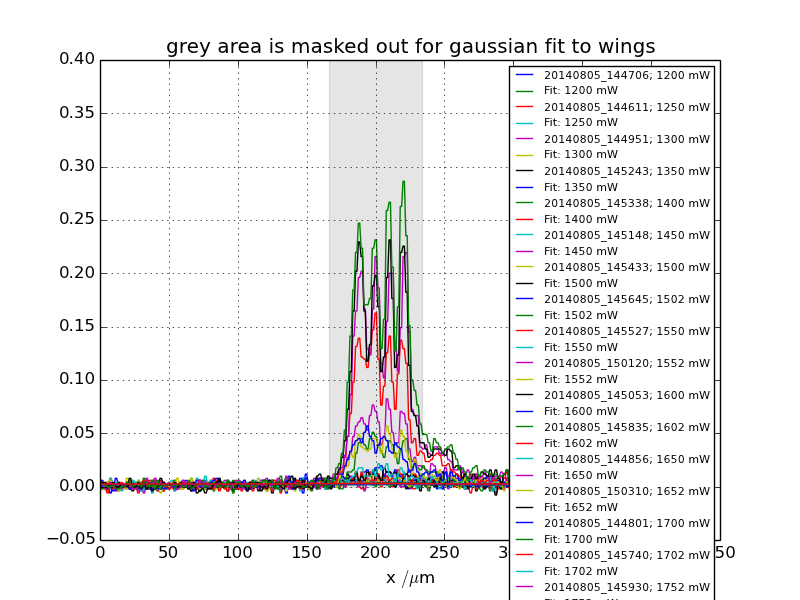 grey area is masked out for gaussian fit to wings
0.40
0.35
0.30
0.25
0.20
0.15
0.10
0.05
0.00
−0.05
0
50
100
150
200
250
50
x /μm
20140805_144706; 1200 mW
Fit: 1200 mW
20140805_144611; 1250 mW
Fit: 1250 mW
20140805_144951; 1300 mW
Fit: 1300 mW
20140805_145243; 1350 mW
Fit: 1350 mW
20140805_145338; 1400 mW
Fit: 1400 mW
20140805_145148; 1450 mW
Fit: 1450 mW
20140805_145433; 1500 mW
Fit: 1500 mW
20140805_145645; 1502 mW
Fit: 1502 mW
20140805_145527; 1550 mW
Fit: 1550 mW
20140805_150120; 1552 mW
Fit: 1552 mW
20140805_145053; 1600 mW
Fit: 1600 mW
20140805_145835; 1602 mW
Fit: 1602 mW
20140805_144856; 1650 mW
Fit: 1650 mW
20140805_150310; 1652 mW
Fit: 1652 mW
20140805_144801; 1700 mW
Fit: 1700 mW
20140805_145740; 1702 mW
Fit: 1702 mW
20140805_145930; 1752 mW